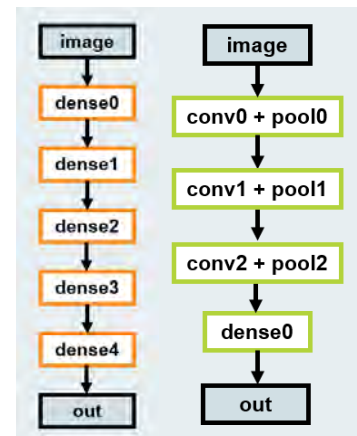 image
dense0
dense1
dense2
dense3
dense4
out
image
conv0 + pool0
conv1 + pool1
conv2 + pool2
dense0
out